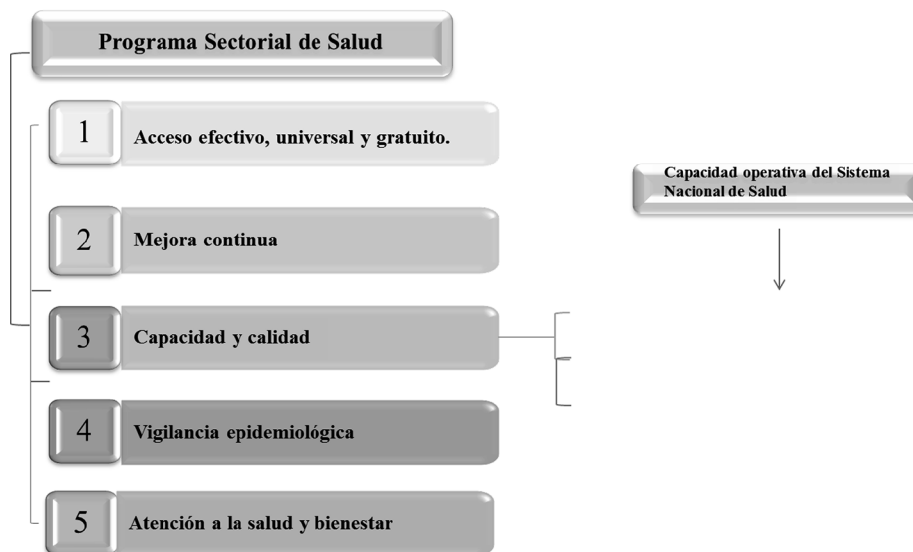 Programa Sectorial de Salud
1
Acceso efectivo, universal y gratuito.
Capacidad operativa del Sistema
Nacional de Salud
2
Mejora continua
3
Capacidad y calidad
4
Vigilancia epidemiológica
5
Atención a la salud y bienestar